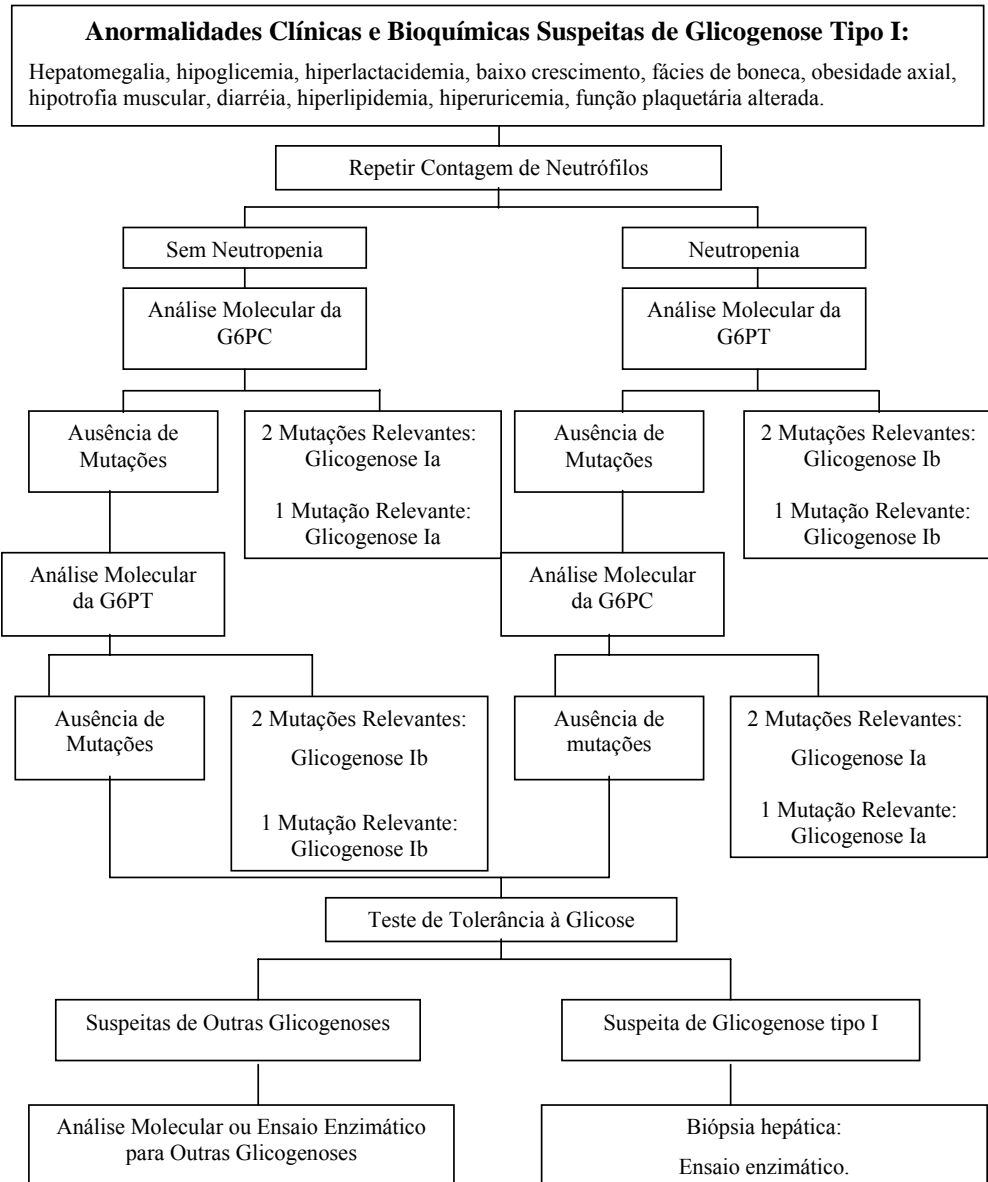 Anormalidades Clínicas e Bioquímicas Suspeitas de Glicogenose Tipo I:
Hepatomegalia, hipoglicemia, hiperlactacidemia, baixo crescimento, fácies de boneca, obesidade axial,
hipotrofia muscular, diarréia, hiperlipidemia, hiperuricemia, função plaquetária alterada.
Repetir Contagem de Neutrófilos
Sem Neutropenia
Neutropenia
Análise Molecular da
G6PC
Análise Molecular da
G6PT
Ausência de
Mutações
2 Mutações Relevantes:
Glicogenose Ia
1 Mutação Relevante:
Glicogenose Ia
Ausência de
Mutações
2 Mutações Relevantes:
Glicogenose Ib
1 Mutação Relevante:
Glicogenose Ib
Análise Molecular
da G6PT
Análise Molecular
da G6PC
Ausência de
Mutações
2 Mutações Relevantes:
Glicogenose Ib
1 Mutação Relevante:
Glicogenose Ib
Ausência de
mutações
2 Mutações Relevantes:
Glicogenose Ia
1 Mutação Relevante:
Glicogenose Ia
Teste de Tolerância à Glicose
Suspeitas de Outras Glicogenoses
Suspeita de Glicogenose tipo I
Análise Molecular ou Ensaio Enzimático
para Outras Glicogenoses
Biópsia hepática:
Ensaio enzimático.